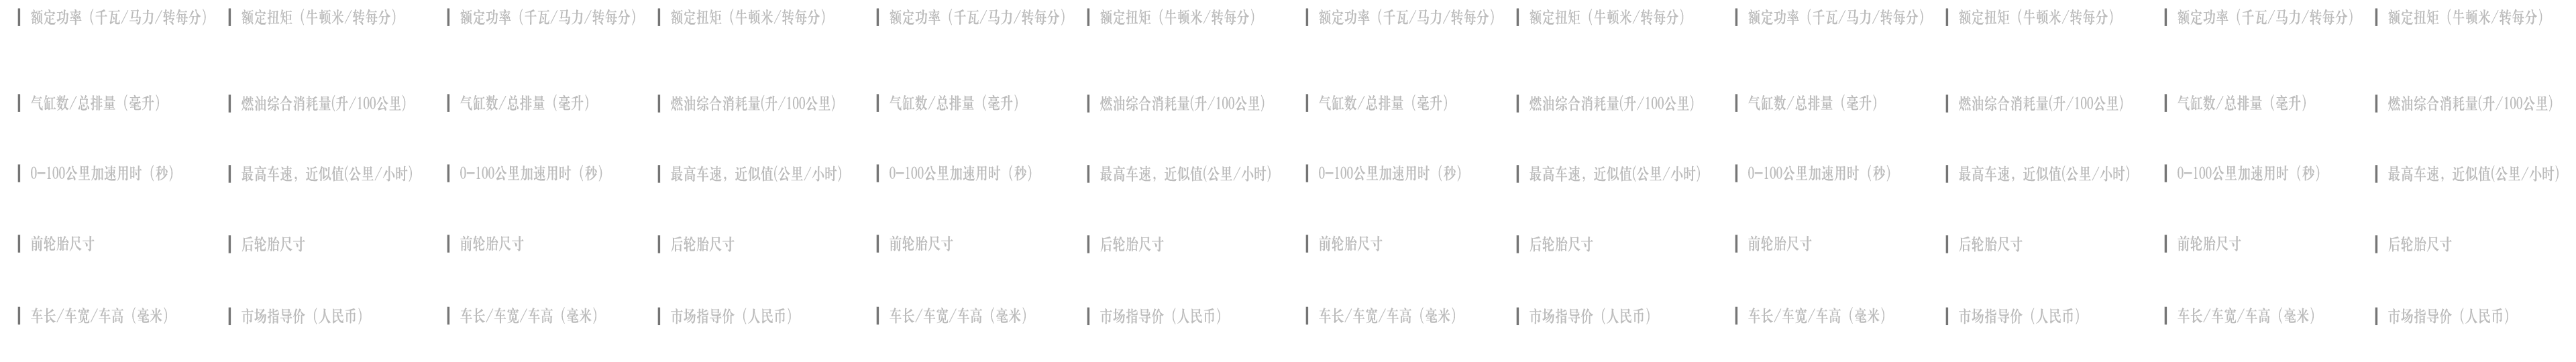 额定功率（千瓦/马力/转每分） 额定扭矩（牛顿米/转每分） 额定功率（千瓦/马力/转每分） 额定扭矩（牛顿米/转每分） 额定功率（千瓦/马力/转每分） 额定扭矩（牛顿米/转每分） 额定功率（千瓦/马力/转每分） 额定扭矩（牛顿米/转每分） 额定功率（千瓦/马力/转每分） 额定扭矩（牛顿米/转每分） 额定功率（千瓦/马力/转每分） 额定扭矩（牛顿米/转每分）
气缸数/总排量（毫升） 燃油综合消耗量(升/100公里) 气缸数/总排量（毫升） 燃油综合消耗量(升/100公里) 气缸数/总排量（毫升） 燃油综合消耗量(升/100公里) 气缸数/总排量（毫升） 燃油综合消耗量(升/100公里) 气缸数/总排量（毫升） 燃油综合消耗量(升/100公里) 气缸数/总排量（毫升） 燃油综合消耗量(升/100公里)
0-100公里加速用时（秒） 最高车速，近似值(公里/小时) 0-100公里加速用时（秒） 最高车速，近似值(公里/小时) 0-100公里加速用时（秒） 最高车速，近似值(公里/小时) 0-100公里加速用时（秒） 最高车速，近似值(公里/小时) 0-100公里加速用时（秒） 最高车速，近似值(公里/小时) 0-100公里加速用时（秒） 最高车速，近似值(公里/小时)
前轮胎尺寸 后轮胎尺寸 前轮胎尺寸 后轮胎尺寸 前轮胎尺寸 后轮胎尺寸 前轮胎尺寸 后轮胎尺寸 前轮胎尺寸 后轮胎尺寸 前轮胎尺寸 后轮胎尺寸
车长/车宽/车高（毫米） 市场指导价（人民币） 车长/车宽/车高（毫米） 市场指导价（人民币） 车长/车宽/车高（毫米） 市场指导价（人民币） 车长/车宽/车高（毫米） 市场指导价（人民币） 车长/车宽/车高（毫米） 市场指导价（人民币） 车长/车宽/车高（毫米） 市场指导价（人民币）